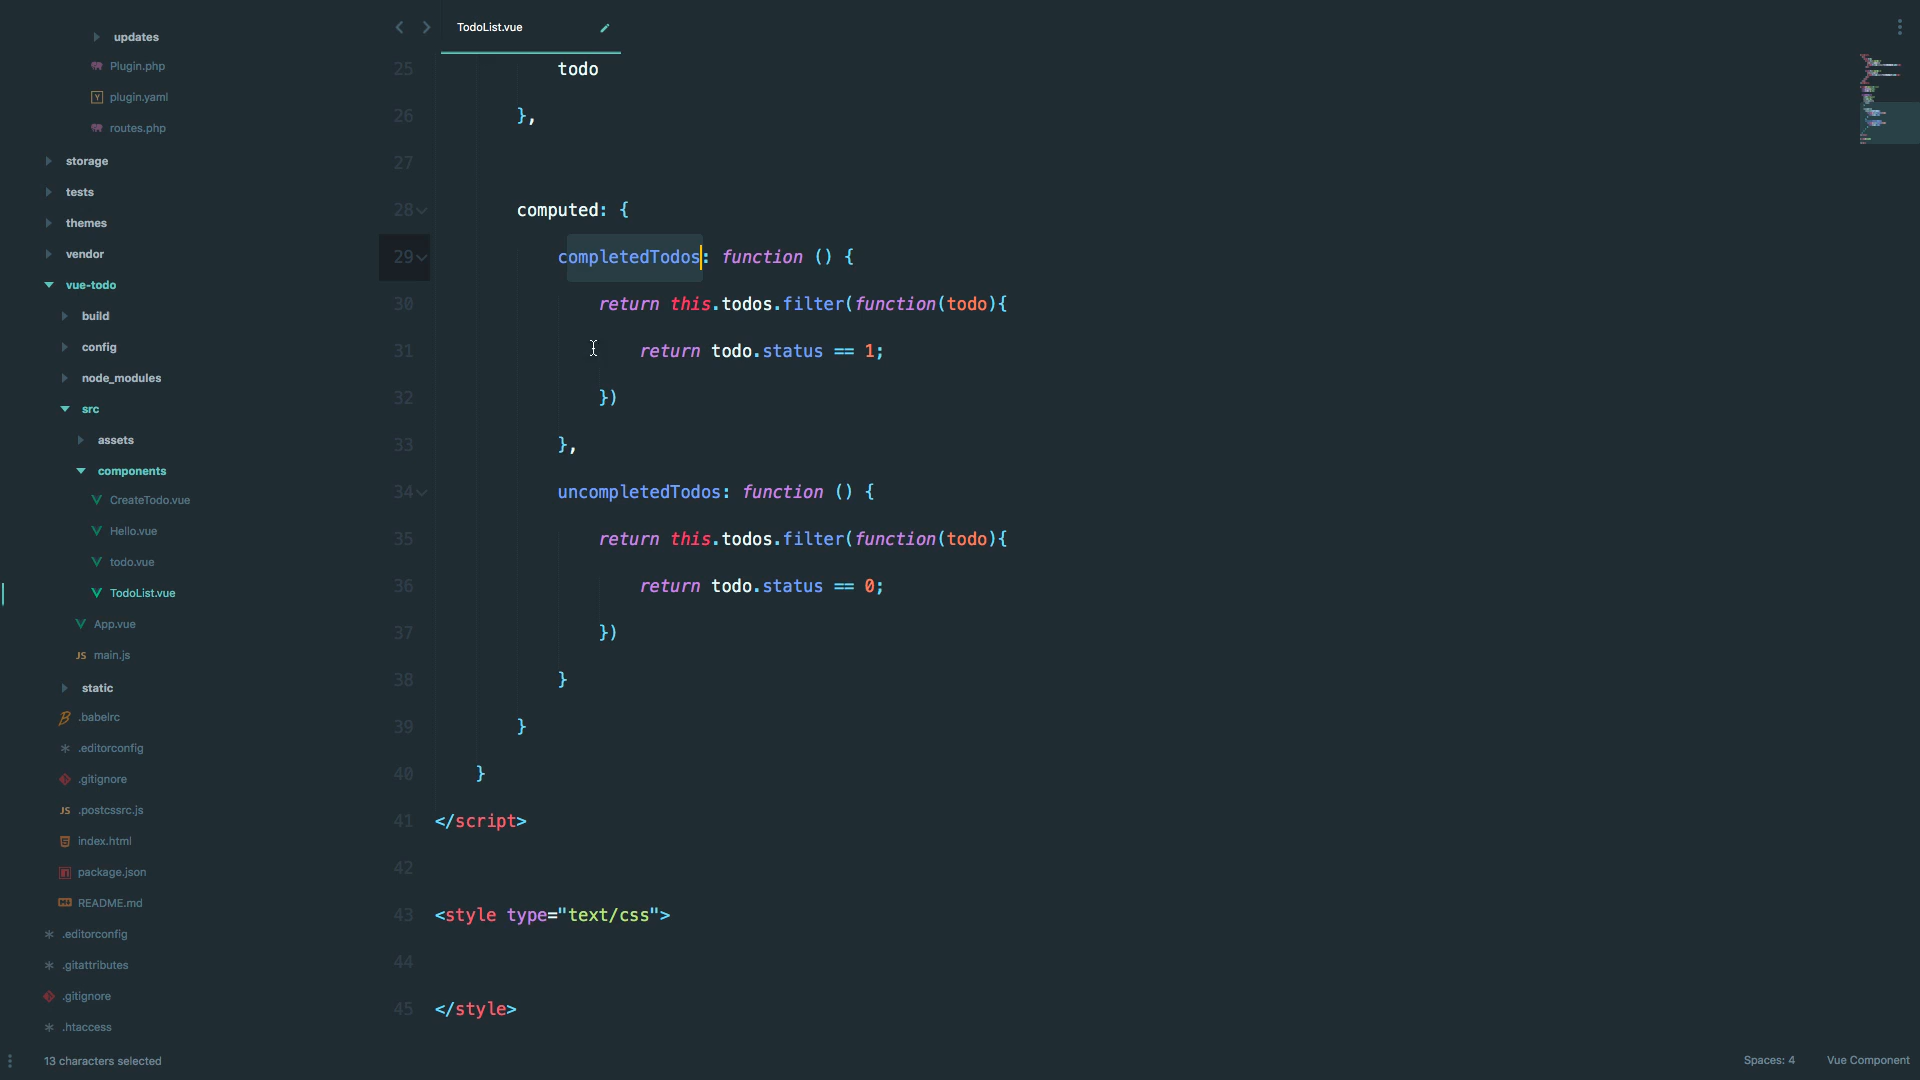 updates
Plugin.php
plugin.yaml
routes.php
storage
tests
themes
vendor
vue-todo
build
config
node_modules
src
assets
components
CreateTodo.vue
Hello.vue
todo.vue
TodoList.vue
App.vue
JS main.js
static
.babelrc
.editorconfig
.gitignore
JS .postcssrc.js
index.html
package.json
README.md
.editorconfig
.gitattributes
.gitignore
.htaccess
TodoList.vue
25 todo
26 },
27
28 computed: {
29 completedTodos: function () {
30 return this.todos.filter(function(todo){
31 return todo.status == 1;
32 })
33 },
34 uncompletedTodos: function () {
35 return this.todos.filter(function(todo){
36 return todo.status == 0;
37 })
38 }
39 }
40 }
41 </script>
42
43 <style type="text/css">
44
45 </style>
13 characters selected
Spaces: 4 Vue Component